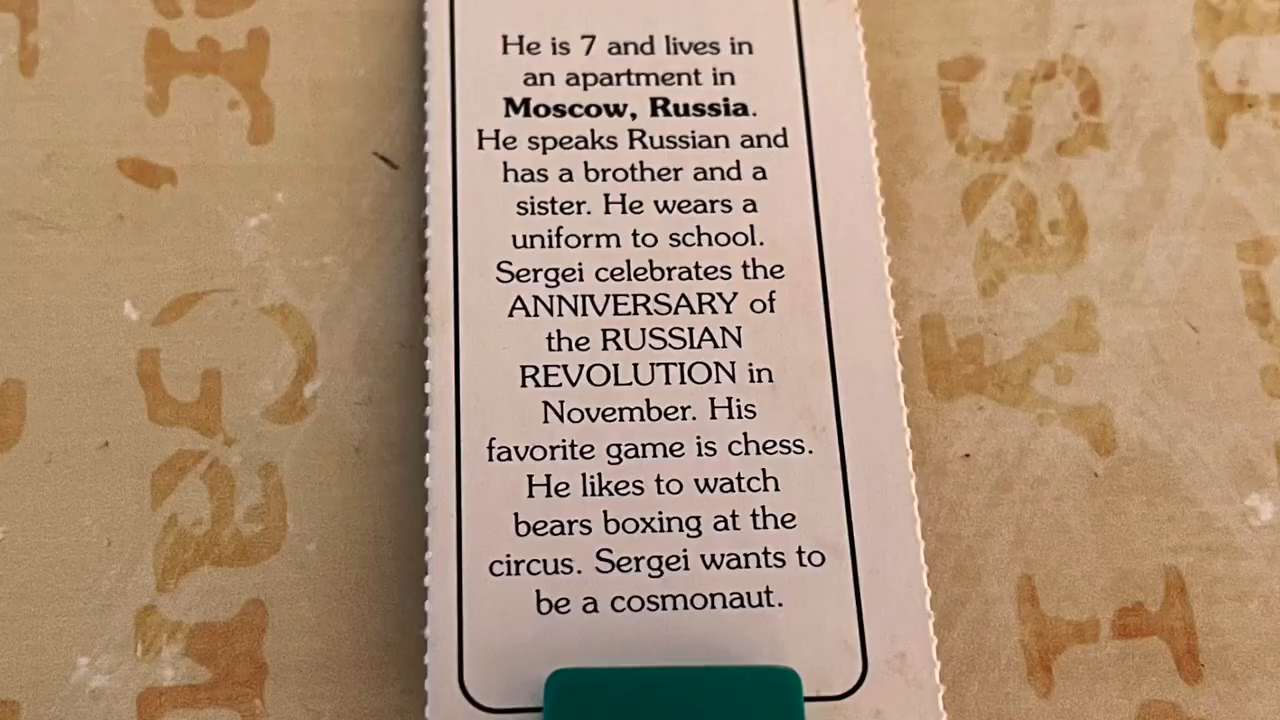 He is 7 and lives in
an apartment in
Moscow, Russia.
He speaks Russian and
has a brother and a
sister. He wears a
uniform to school.
Sergei celebrates the
ANNIVERSARY of
the RUSSIAN
REVOLUTION in
November. His
favorite game is chess.
He likes to watch
bears boxing at the
circus. Sergei wants to
be a cosmonaut.